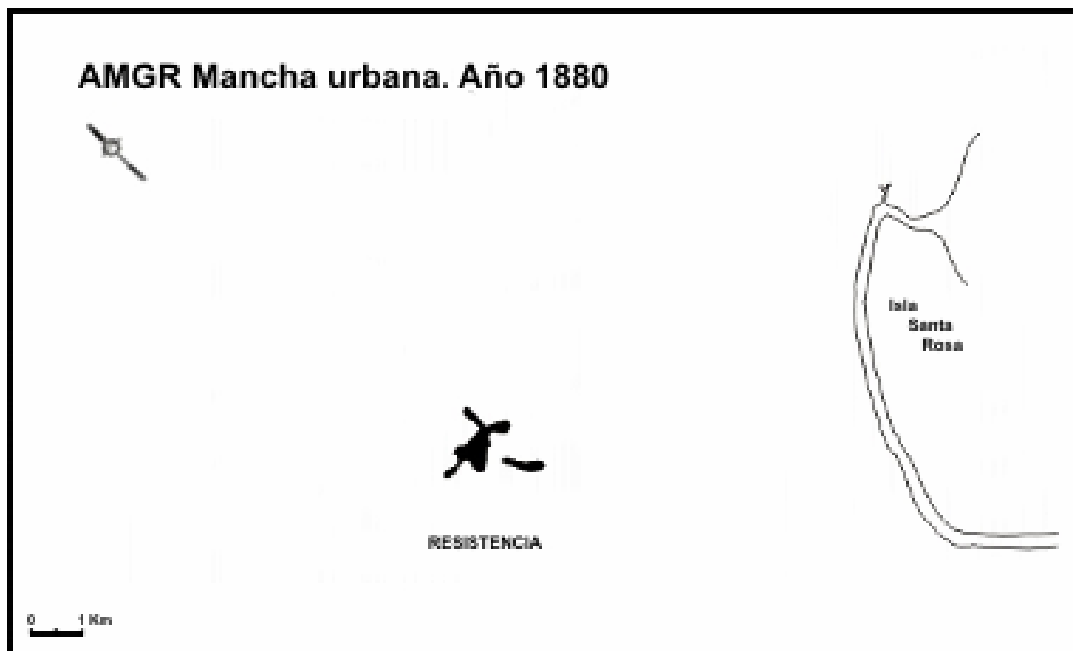 AMGR Mancha urbana. Año 1880
Isla
Santa
Rosa
RESISTENCIA
0 1 Km